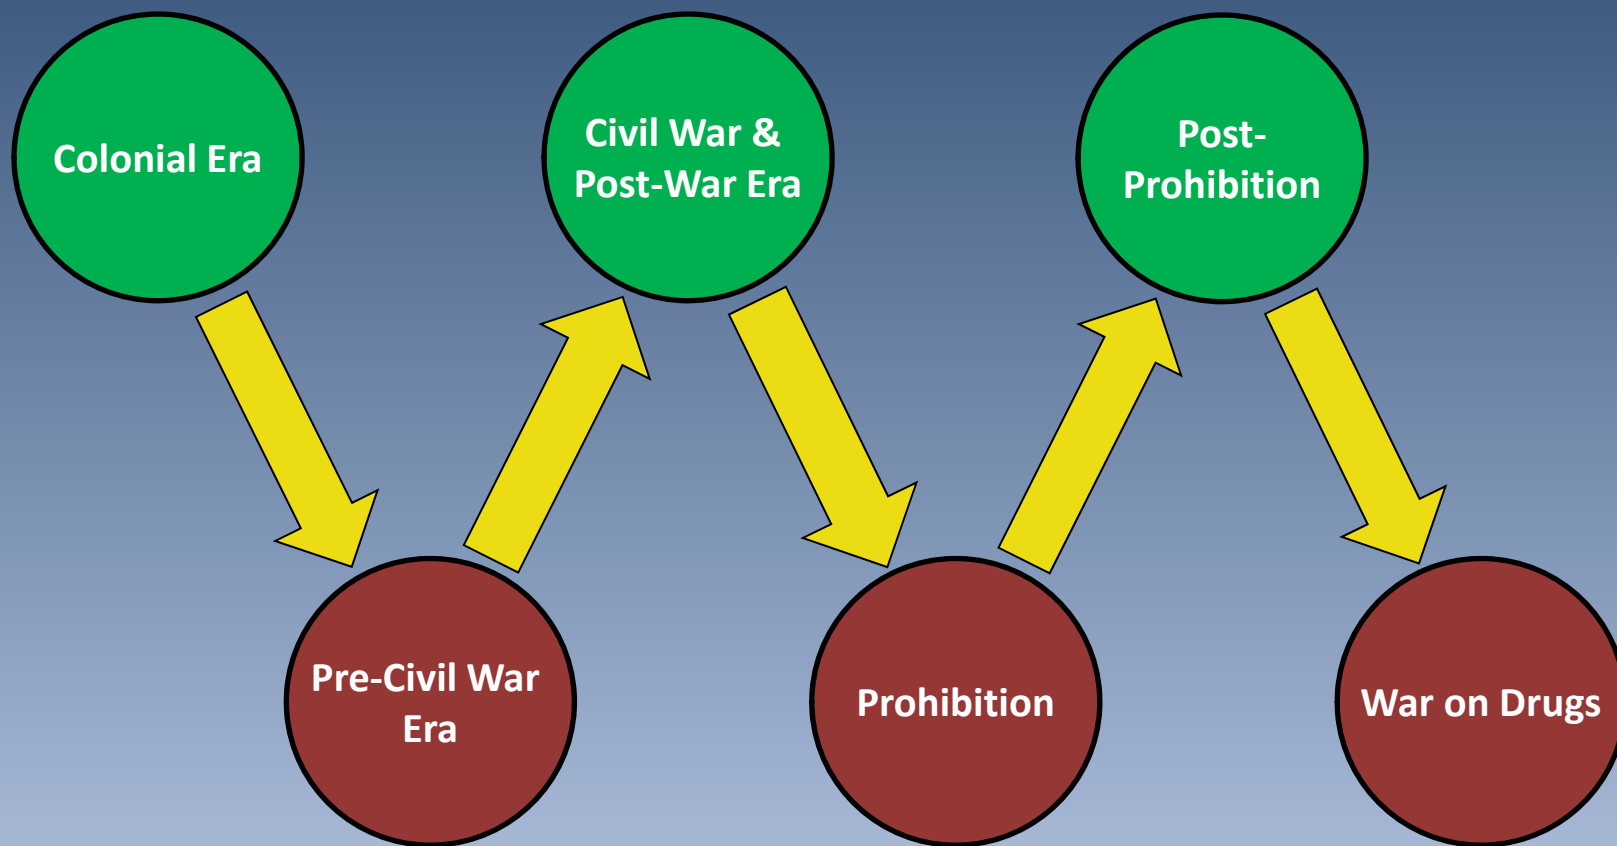 Colonial Era
Civil War &
Post-War Era
Post-
Prohibition
Pre-Civil War
Era
Prohibition
War on Drugs